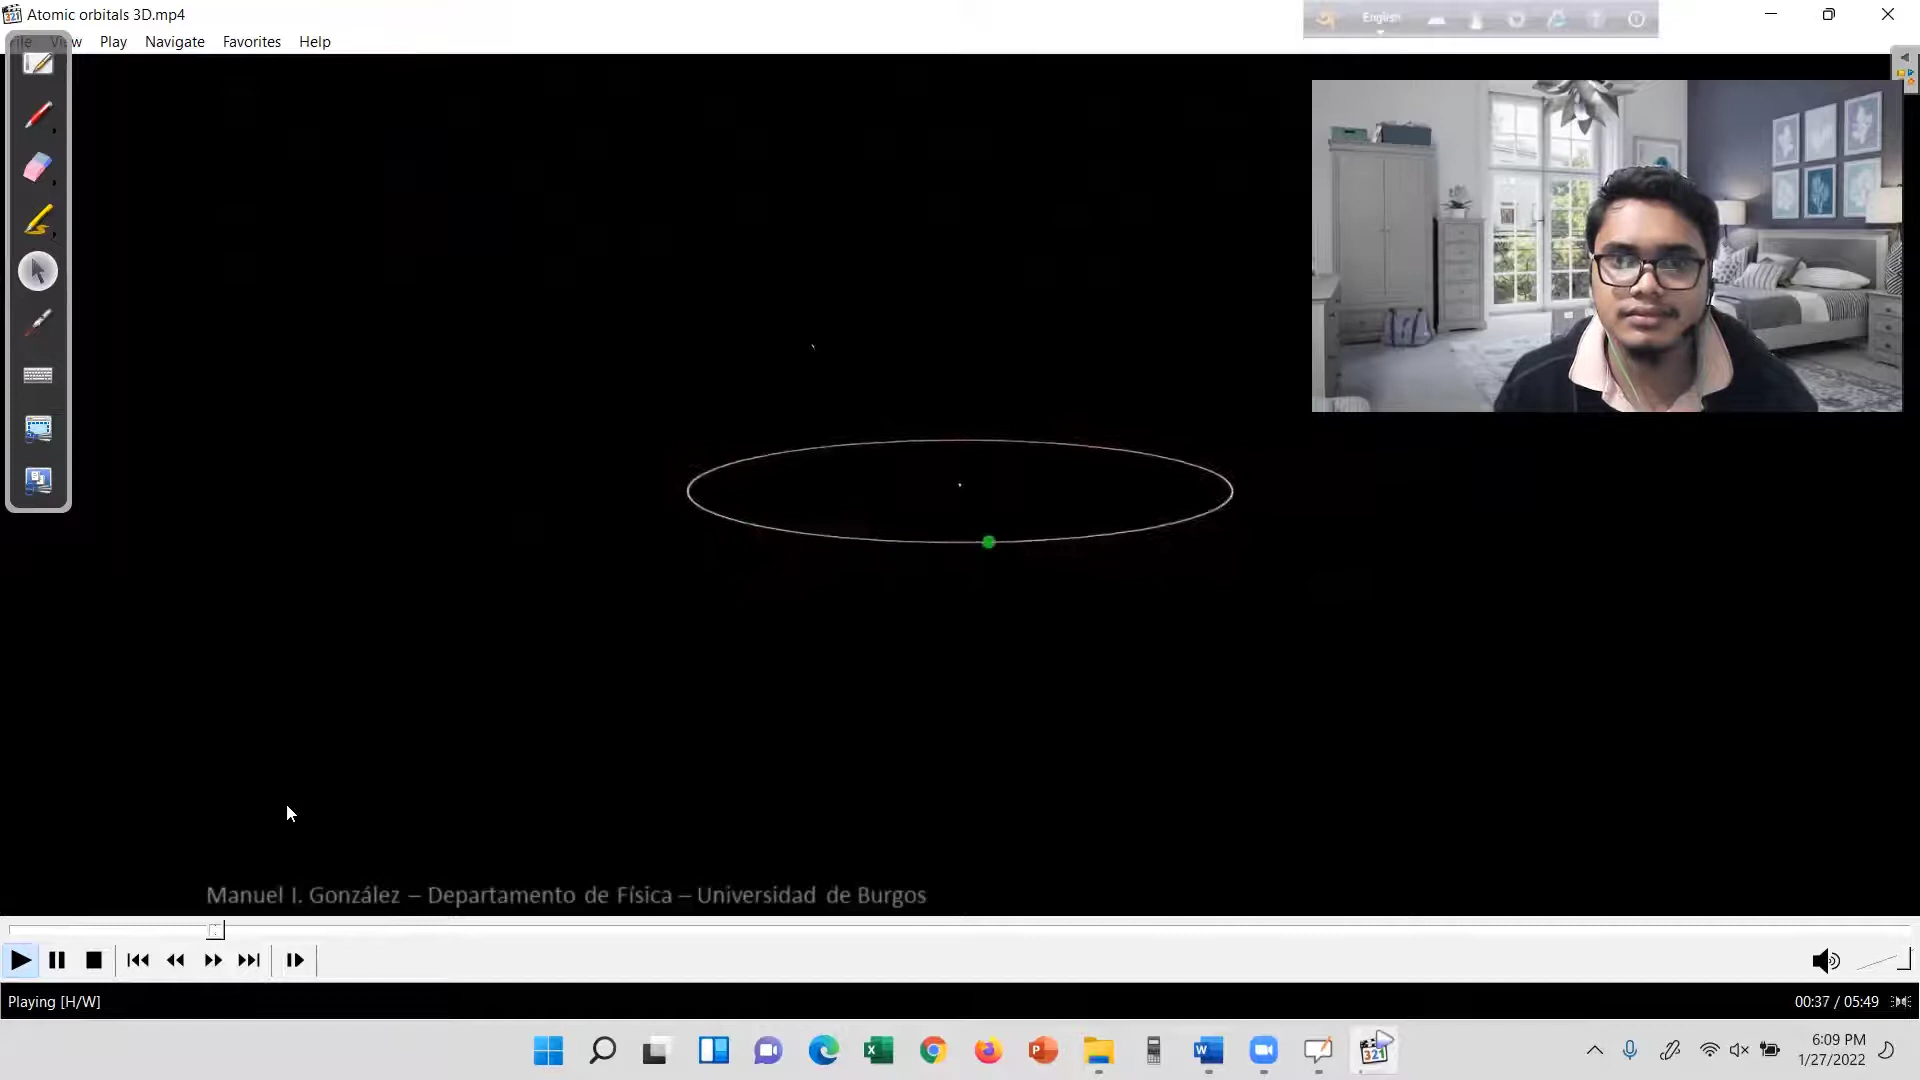 Atomic orbitals 3D.mp4
English
View Play Navigate Favorites Help
Manuel I. González – Departamento de Física – Universidad de Burgos
Playing [H/W]
00:37 / 05:49
6:09 PM
1/27/2022